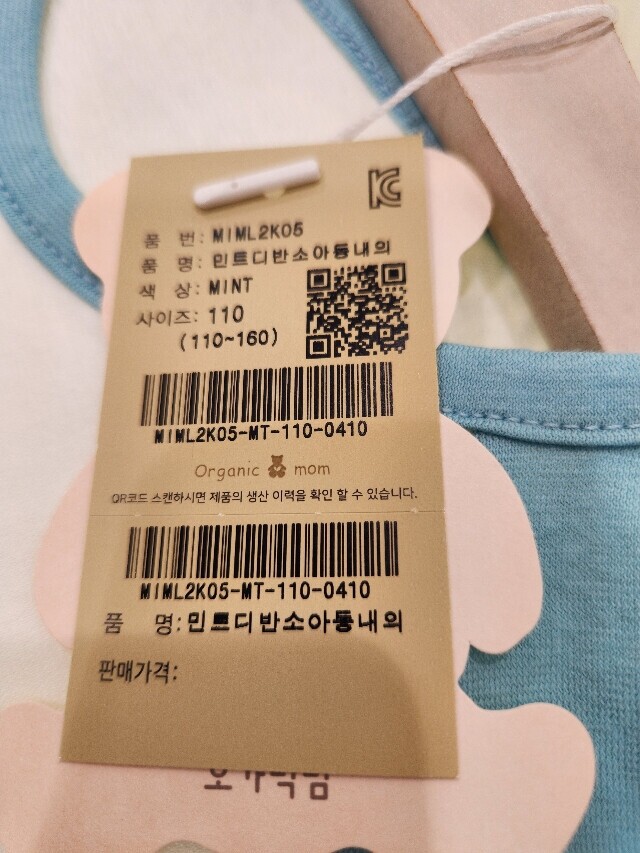 품 번: MIML2K05
품 명: 민트디반소아동내의
색 상: MINT
사이즈: 110
(110~160)
MIML2K05-MT-110-0410
Organic mom
QR코드 스캔하시면 제품의 생산 이력을 확인 할 수 있습니다.
MIML2K05-MT-110-0410
품 명: 민트디반소아동내의
판매가격: